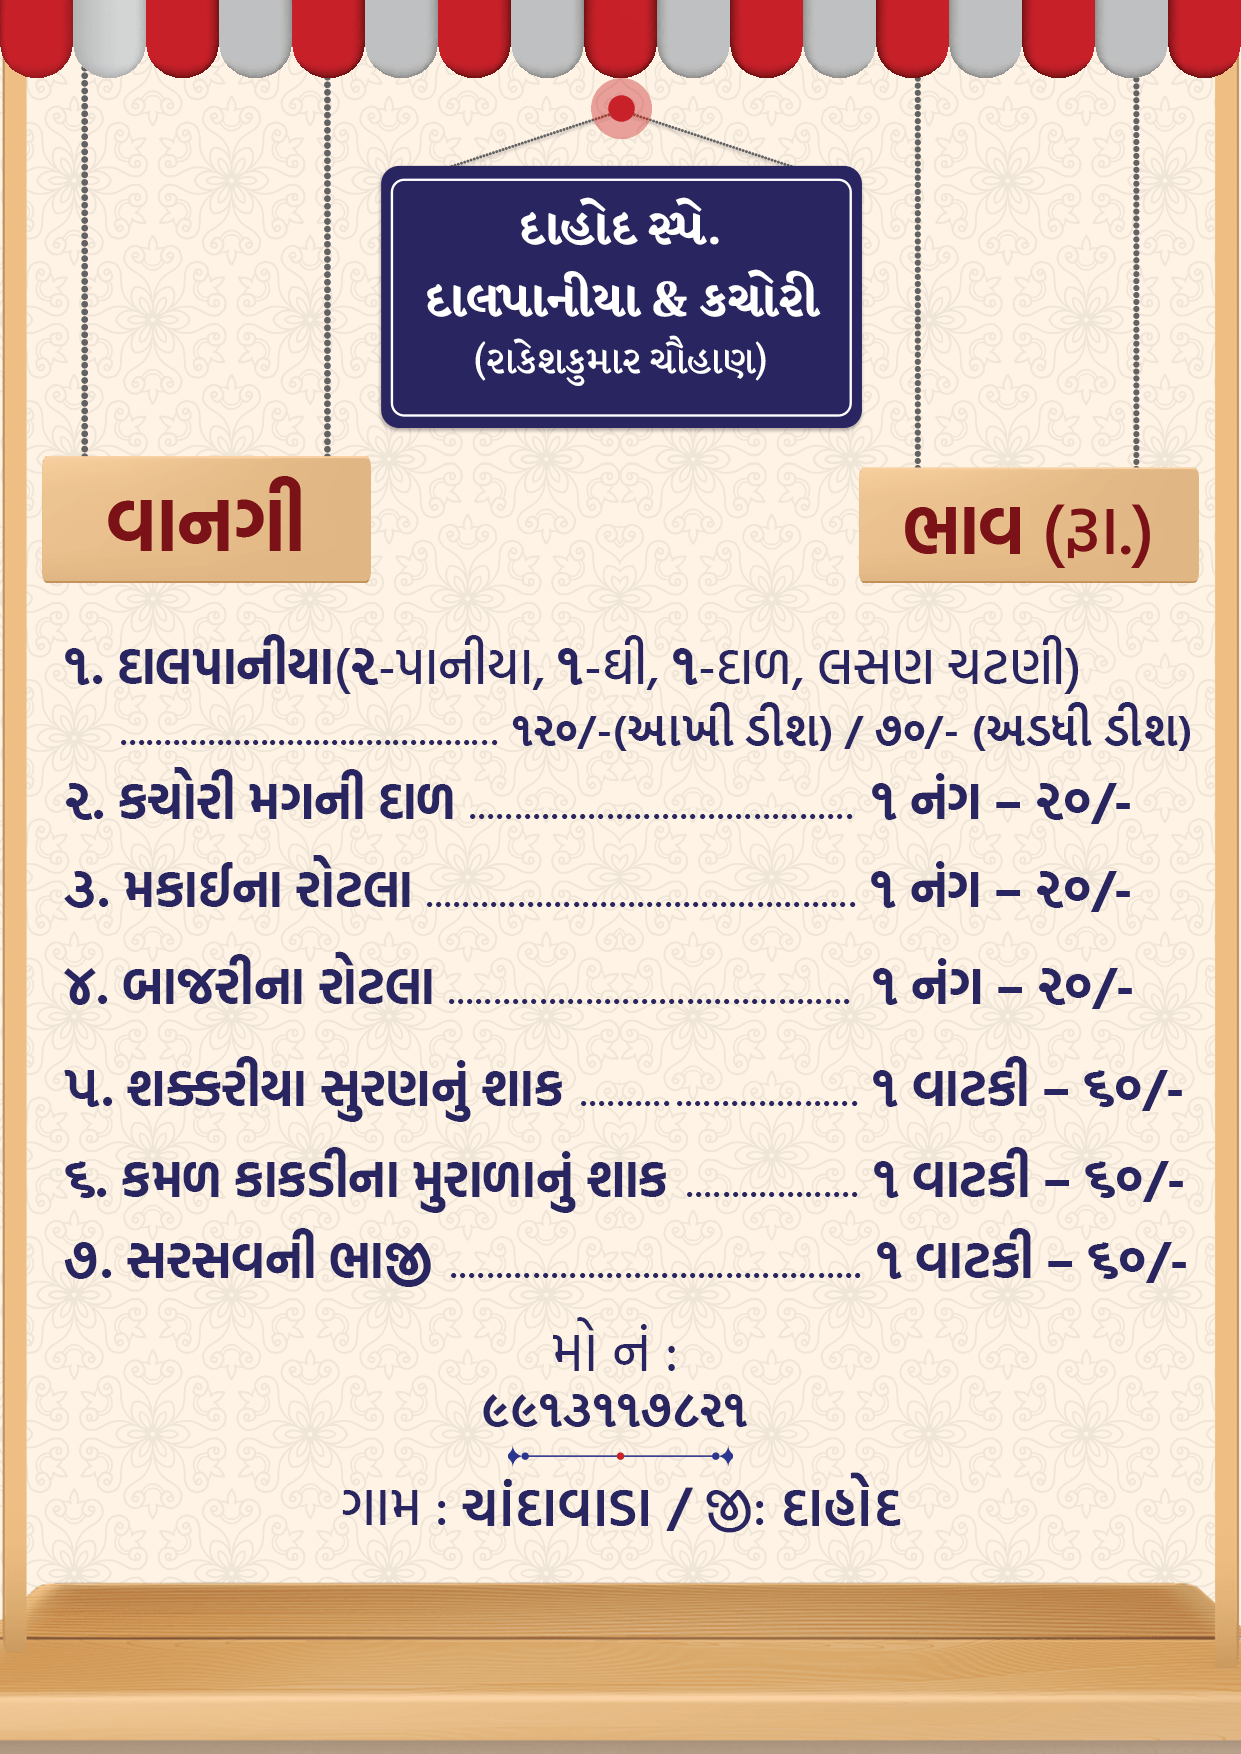 દાહોદ સ્પે.
દાલપાનીયા & કચોરી
(રાકેશકુમાર ચૌહાણ)
વાનગી
ભાવ (રૂા.)
૧. દાલપાનીયા(૨-પાનીયા, ૧-ઘી, ૧-દાળ, લસણ ચટણી)
......................................... ૧૨૦/-(આખી ડીશ) / ૭૦/- (અડધી ડીશ)
૨. કચોરી મગની દાળ ......................................... ૧ નંગ – ૨૦/-
૩. મકાઈના રોટલા .............................................. ૧ નંગ – ૨૦/-
૪. બાજરીના રોટલા ........................................... ૧ નંગ – ૨૦/-
૫. શક્કરીયા સુરણનું શાક .............................. ૧ વાટકી – ૬૦/-
૬. કમળ કાકડીના મુરાળાનું શાક ................... ૧ વાટકી – ૬૦/-
૭. સરસવની ભાજી ............................................ ૧ વાટકી – ૬૦/-
મો નં :
૯૯૧૩૧૧૭૮૨૧
ગામ : ચાંદાવાડા / જી: દાહોદ